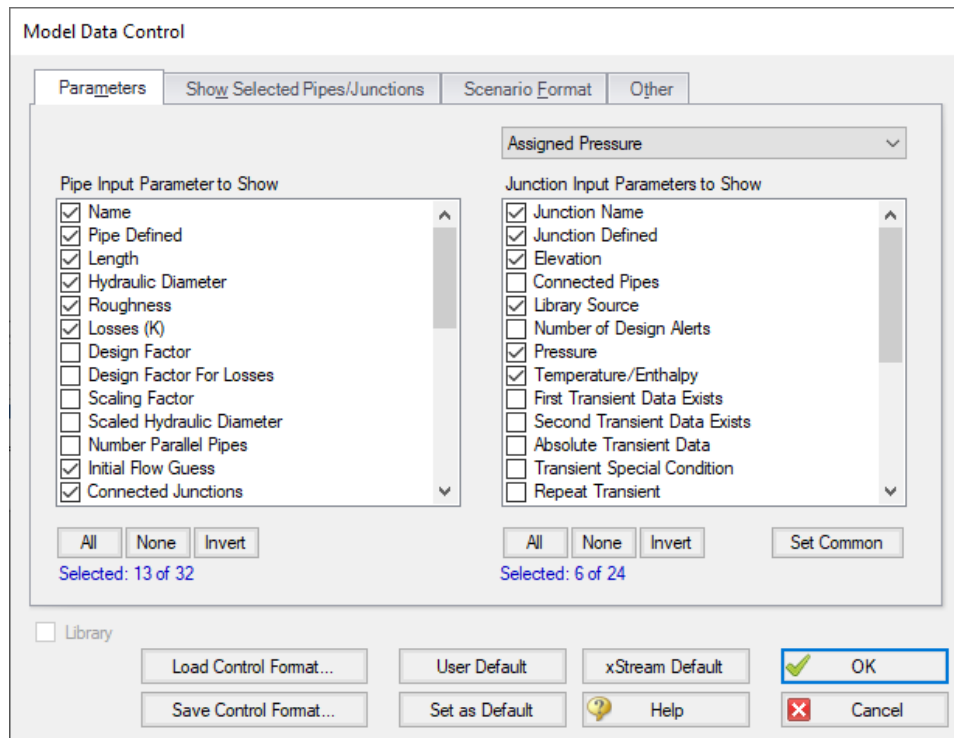 Model Data Control
Parameters
Show Selected Pipes/Junctions
Scenario Format
Other
Assigned Pressure
Pipe Input Parameter to Show
Name
Pipe Defined
Length
Hydraulic Diameter
Roughness
Losses (K)
Design Factor
Design Factor For Losses
Scaling Factor
Scaled Hydraulic Diameter
Number Parallel Pipes
Initial Flow Guess
Connected Junctions
All
None
Invert
Selected: 13 of 32
Junction Input Parameters to Show
Junction Name
Junction Defined
Elevation
Connected Pipes
Library Source
Number of Design Alerts
Pressure
Temperature/Enthalpy
First Transient Data Exists
Second Transient Data Exists
Absolute Transient Data
Transient Special Condition
Repeat Transient
All
None
Invert
Set Common
Selected: 6 of 24
Library
Load Control Format...
User Default
xStream Default
OK
Save Control Format...
Set as Default
Help
Cancel